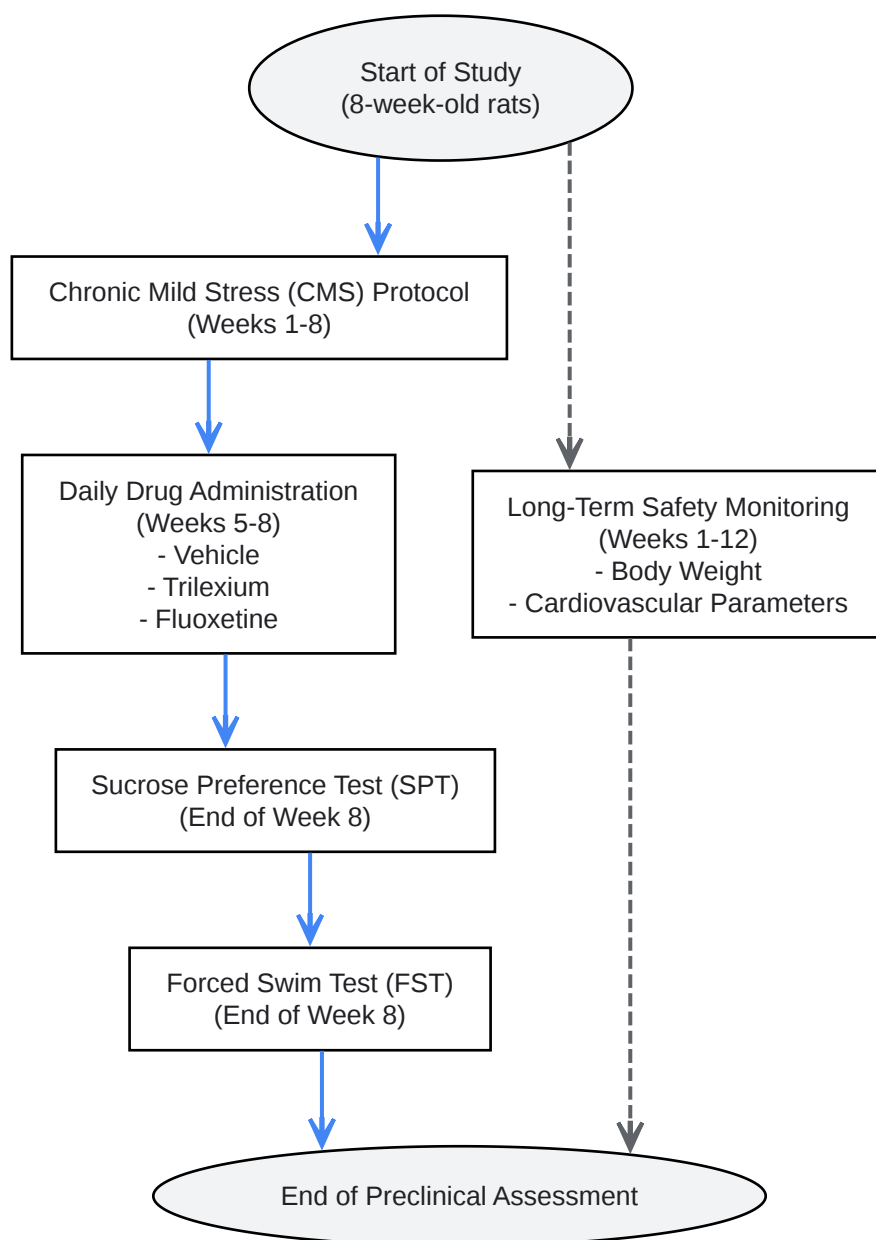 Start of Study
(8-week-old rats)
Chronic Mild Stress (CMS) Protocol
(Weeks 1-8)
Daily Drug Administration
(Weeks 5-8)
- Vehicle
- Trilexium
- Fluoxetine
Long-Term Safety Monitoring
(Weeks 1-12)
- Body Weight
- Cardiovascular Parameters
Sucrose Preference Test (SPT)
(End of Week 8)
Forced Swim Test (FST)
(End of Week 8)
End of Preclinical Assessment